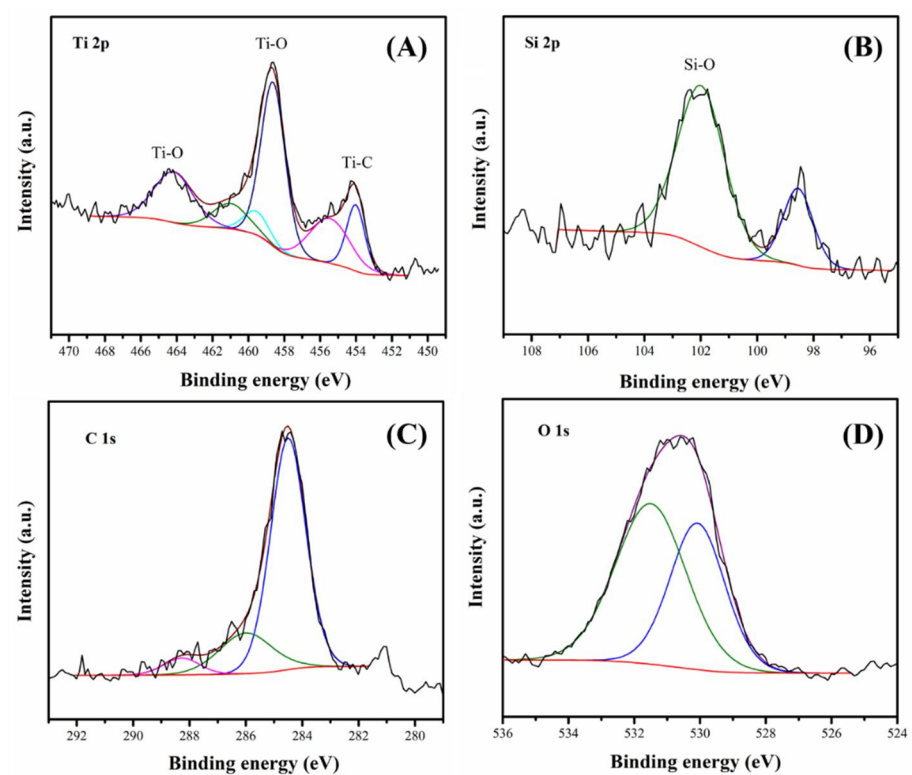 Ti 2p
Ti-O
(A)
Ti-O
Ti-C
Intensity (a.u.)
470 468 466 464 462 460 458 456 454 452 450
Binding energy (eV)
Si 2p
(B)
Si-O
Intensity (a.u.)
108 106 104 102 100 98 96
Binding energy (eV)
C 1s
(C)
Intensity (a.u.)
292 290 288 286 284 282 280
Binding energy (eV)
O 1s
(D)
Intensity (a.u.)
536 534 532 530 528 526 524
Binding energy (eV)